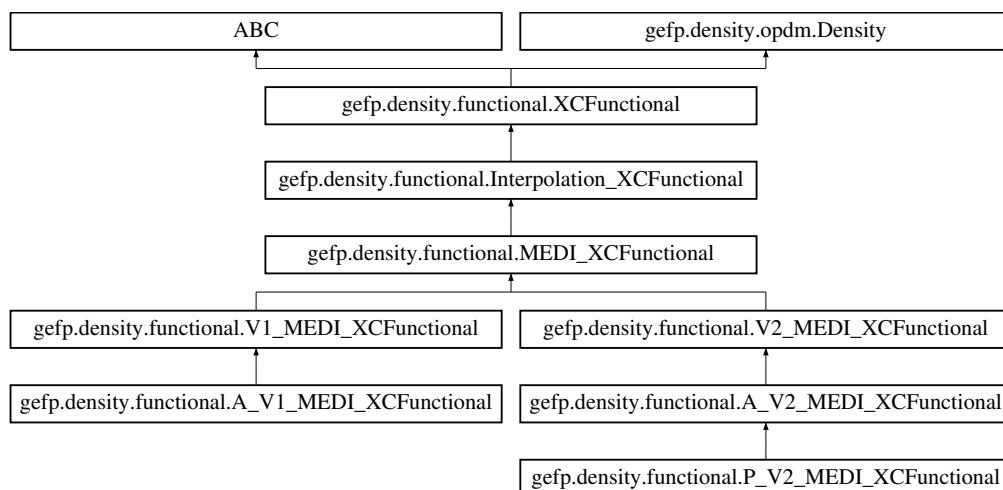 ABC
gefp.density.opdm.Density
gefp.density.functional.XCFunctional
gefp.density.functional.Interpolation_XCFunctional
gefp.density.functional.MEDI_XCFunctional
gefp.density.functional.V1_MEDI_XCFunctional
gefp.density.functional.V2_MEDI_XCFunctional
gefp.density.functional.A_V1_MEDI_XCFunctional
gefp.density.functional.A_V2_MEDI_XCFunctional
gefp.density.functional.P_V2_MEDI_XCFunctional